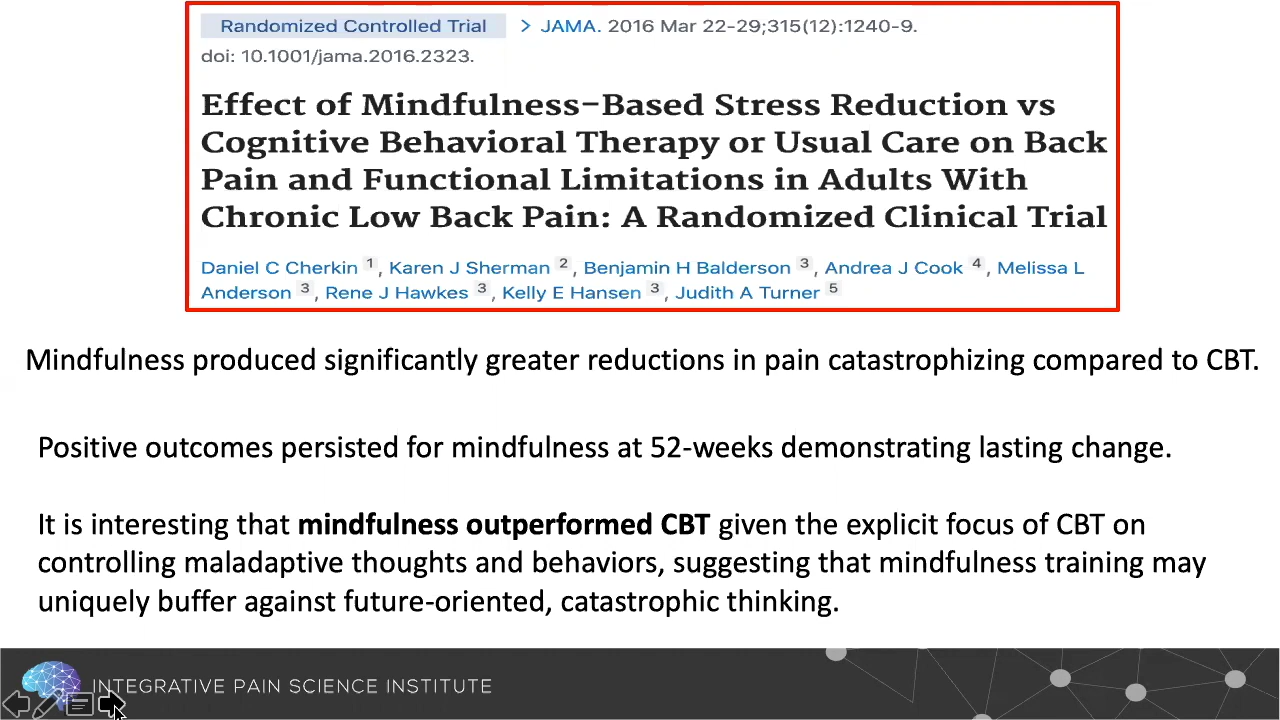 Randomized Controlled Trial > JAMA. 2016 Mar 22-29;315(12):1240-9.
doi: 10.1001/jama.2016.2323.
Effect of Mindfulness-Based Stress Reduction vs
Cognitive Behavioral Therapy or Usual Care on Back
Pain and Functional Limitations in Adults With
Chronic Low Back Pain: A Randomized Clinical Trial
Daniel C Cherkin 1, Karen J Sherman 2, Benjamin H Balderson 3, Andrea J Cook 4, Melissa L
Anderson 3, Rene J Hawkes 3, Kelly E Hansen 3, Judith A Turner 5
Mindfulness produced significantly greater reductions in pain catastrophizing compared to CBT.
Positive outcomes persisted for mindfulness at 52-weeks demonstrating lasting change.
It is interesting that mindfulness outperformed CBT given the explicit focus of CBT on
controlling maladaptive thoughts and behaviors, suggesting that mindfulness training may
uniquely buffer against future-oriented, catastrophic thinking.
INTEGRATIVE PAIN SCIENCE INSTITUTE